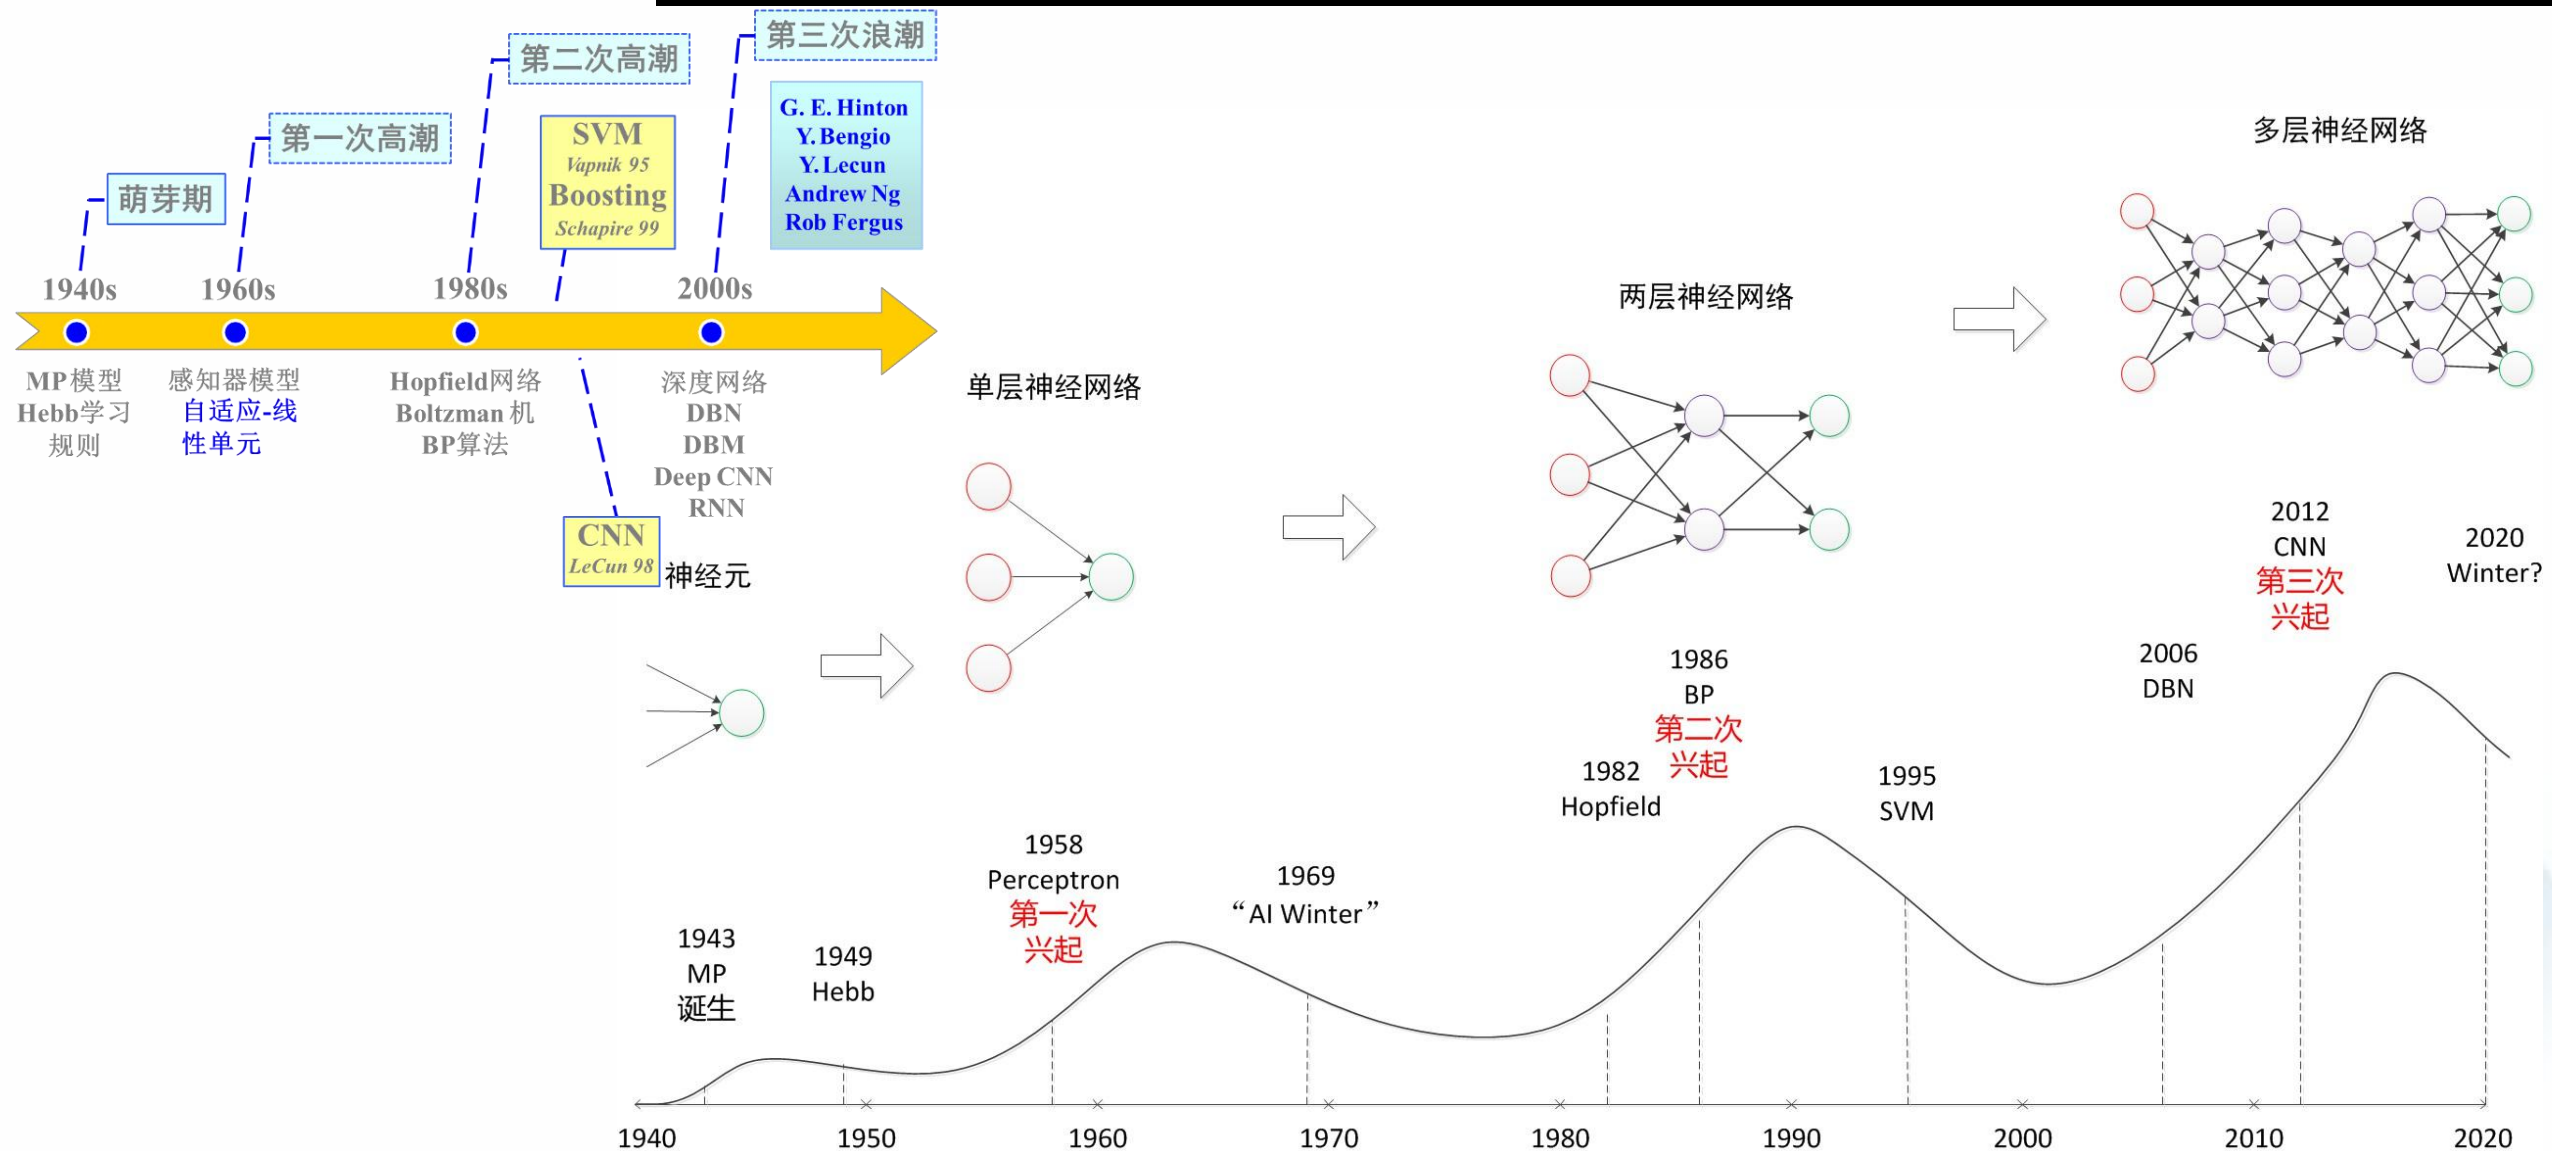 第三次浪潮
第二次高潮
第一次高潮
萌芽期
G. E. Hinton
Y. Bengio
Y. Lecun
Andrew Ng
Rob Fergus
SVM
Vapnik 95
Boosting
Schapire 99
1940s
1960s
1980s
2000s
MP模型
Hebb学习
规则
感知器模型
自适应-线
性单元
Hopfield网络
Boltzman 机
BP算法
深度网络
DBN
DBM
Deep CNN
RNN
CNN
LeCun 98
神经元
单层神经网络
两层神经网络
多层神经网络
1943
MP
诞生
1949
Hebb
1958
Perceptron
第一次
兴起
1969
“AI Winter”
1982
Hopfield
1986
BP
第二次
兴起
1995
SVM
2006
DBN
2012
CNN
第三次
兴起
2020
Winter?
1940
1950
1960
1970
1980
1990
2000
2010
2020